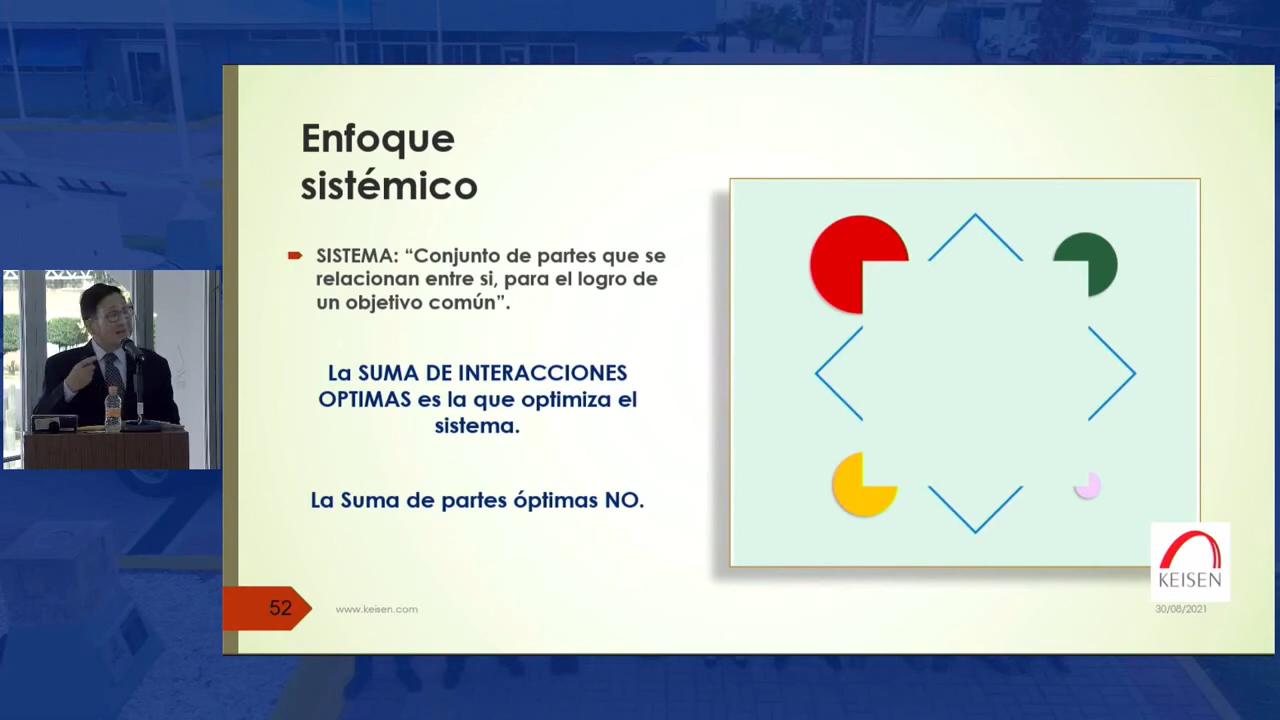 Enfoque
sistémico
SISTEMA: “Conjunto de partes que se
relacionan entre si, para el logro de
un objetivo común”.
La SUMA DE INTERACCIONES
OPTIMAS es la que optimiza el
sistema.
La Suma de partes óptimas NO.
KEISEN
52
www.keisen.com
30/08/2021